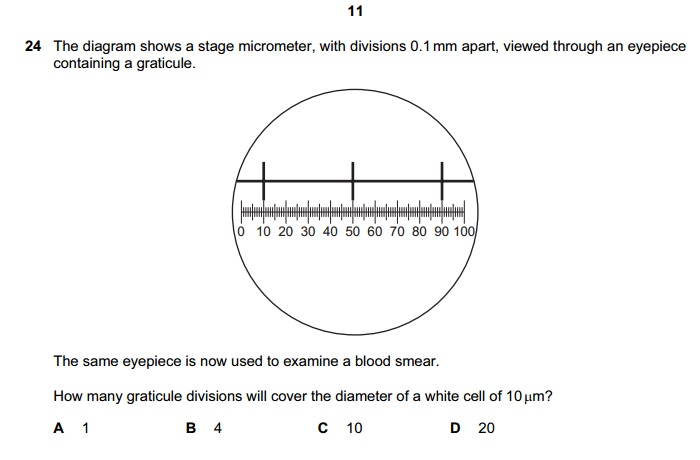 11
24 The diagram shows a stage micrometer, with divisions 0.1 mm apart, viewed through an eyepiece
containing a graticule.
0 10 20 30 40 50 60 70 80 90 100
The same eyepiece is now used to examine a blood smear.
How many graticule divisions will cover the diameter of a white cell of 10 µm?
A 1 B 4 C 10 D 20